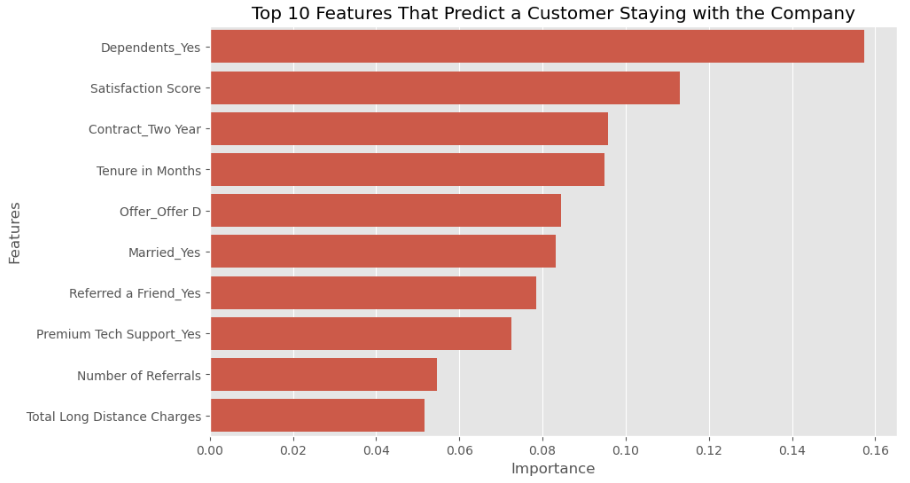 Top 10 Features That Predict a Customer Staying with the Company
Features
Dependents_Yes
Satisfaction Score
Contract_Two Year
Tenure in Months
Offer_Offer D
Married_Yes
Referred a Friend_Yes
Premium Tech Support_Yes
Number of Referrals
Total Long Distance Charges
0.00 0.02 0.04 0.06 0.08 0.10 0.12 0.14 0.16
Importance